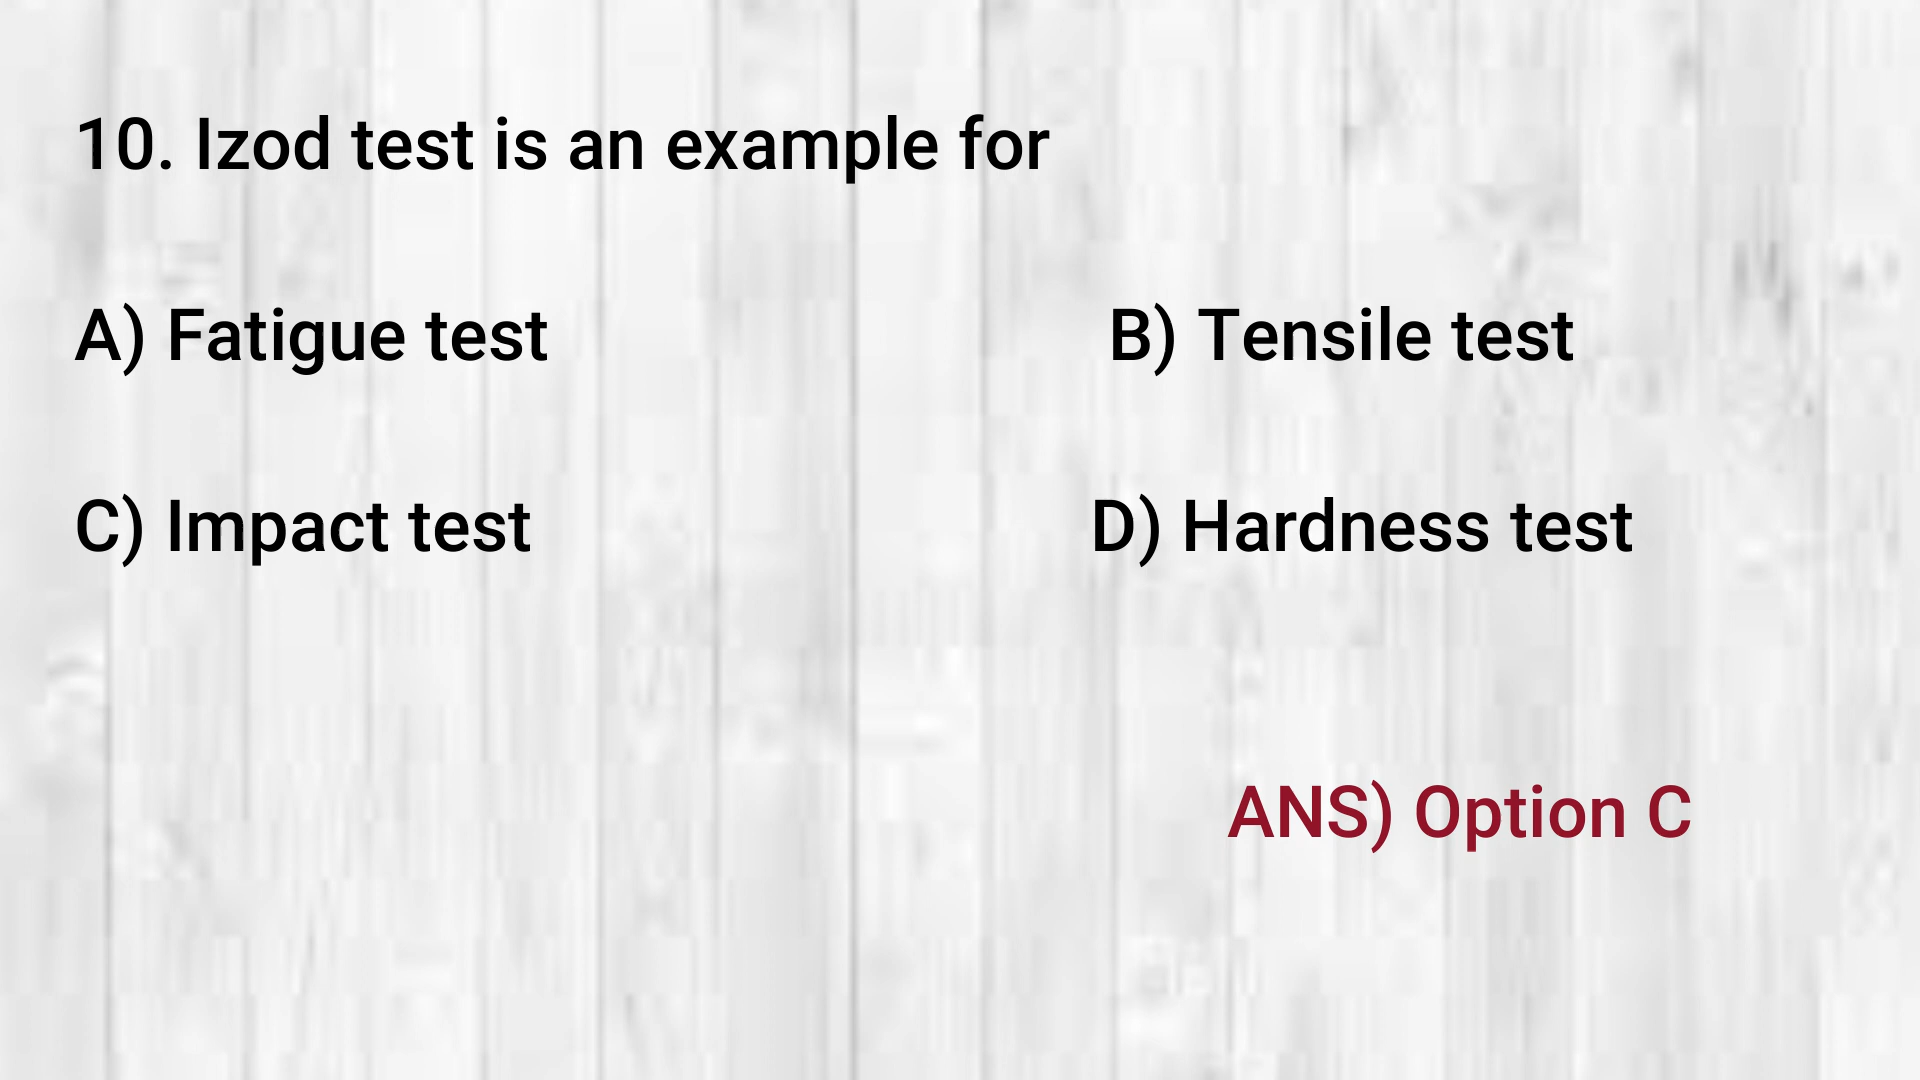 10. Izod test is an example for
A) Fatigue test B) Tensile test
C) Impact test D) Hardness test
ANS) Option C